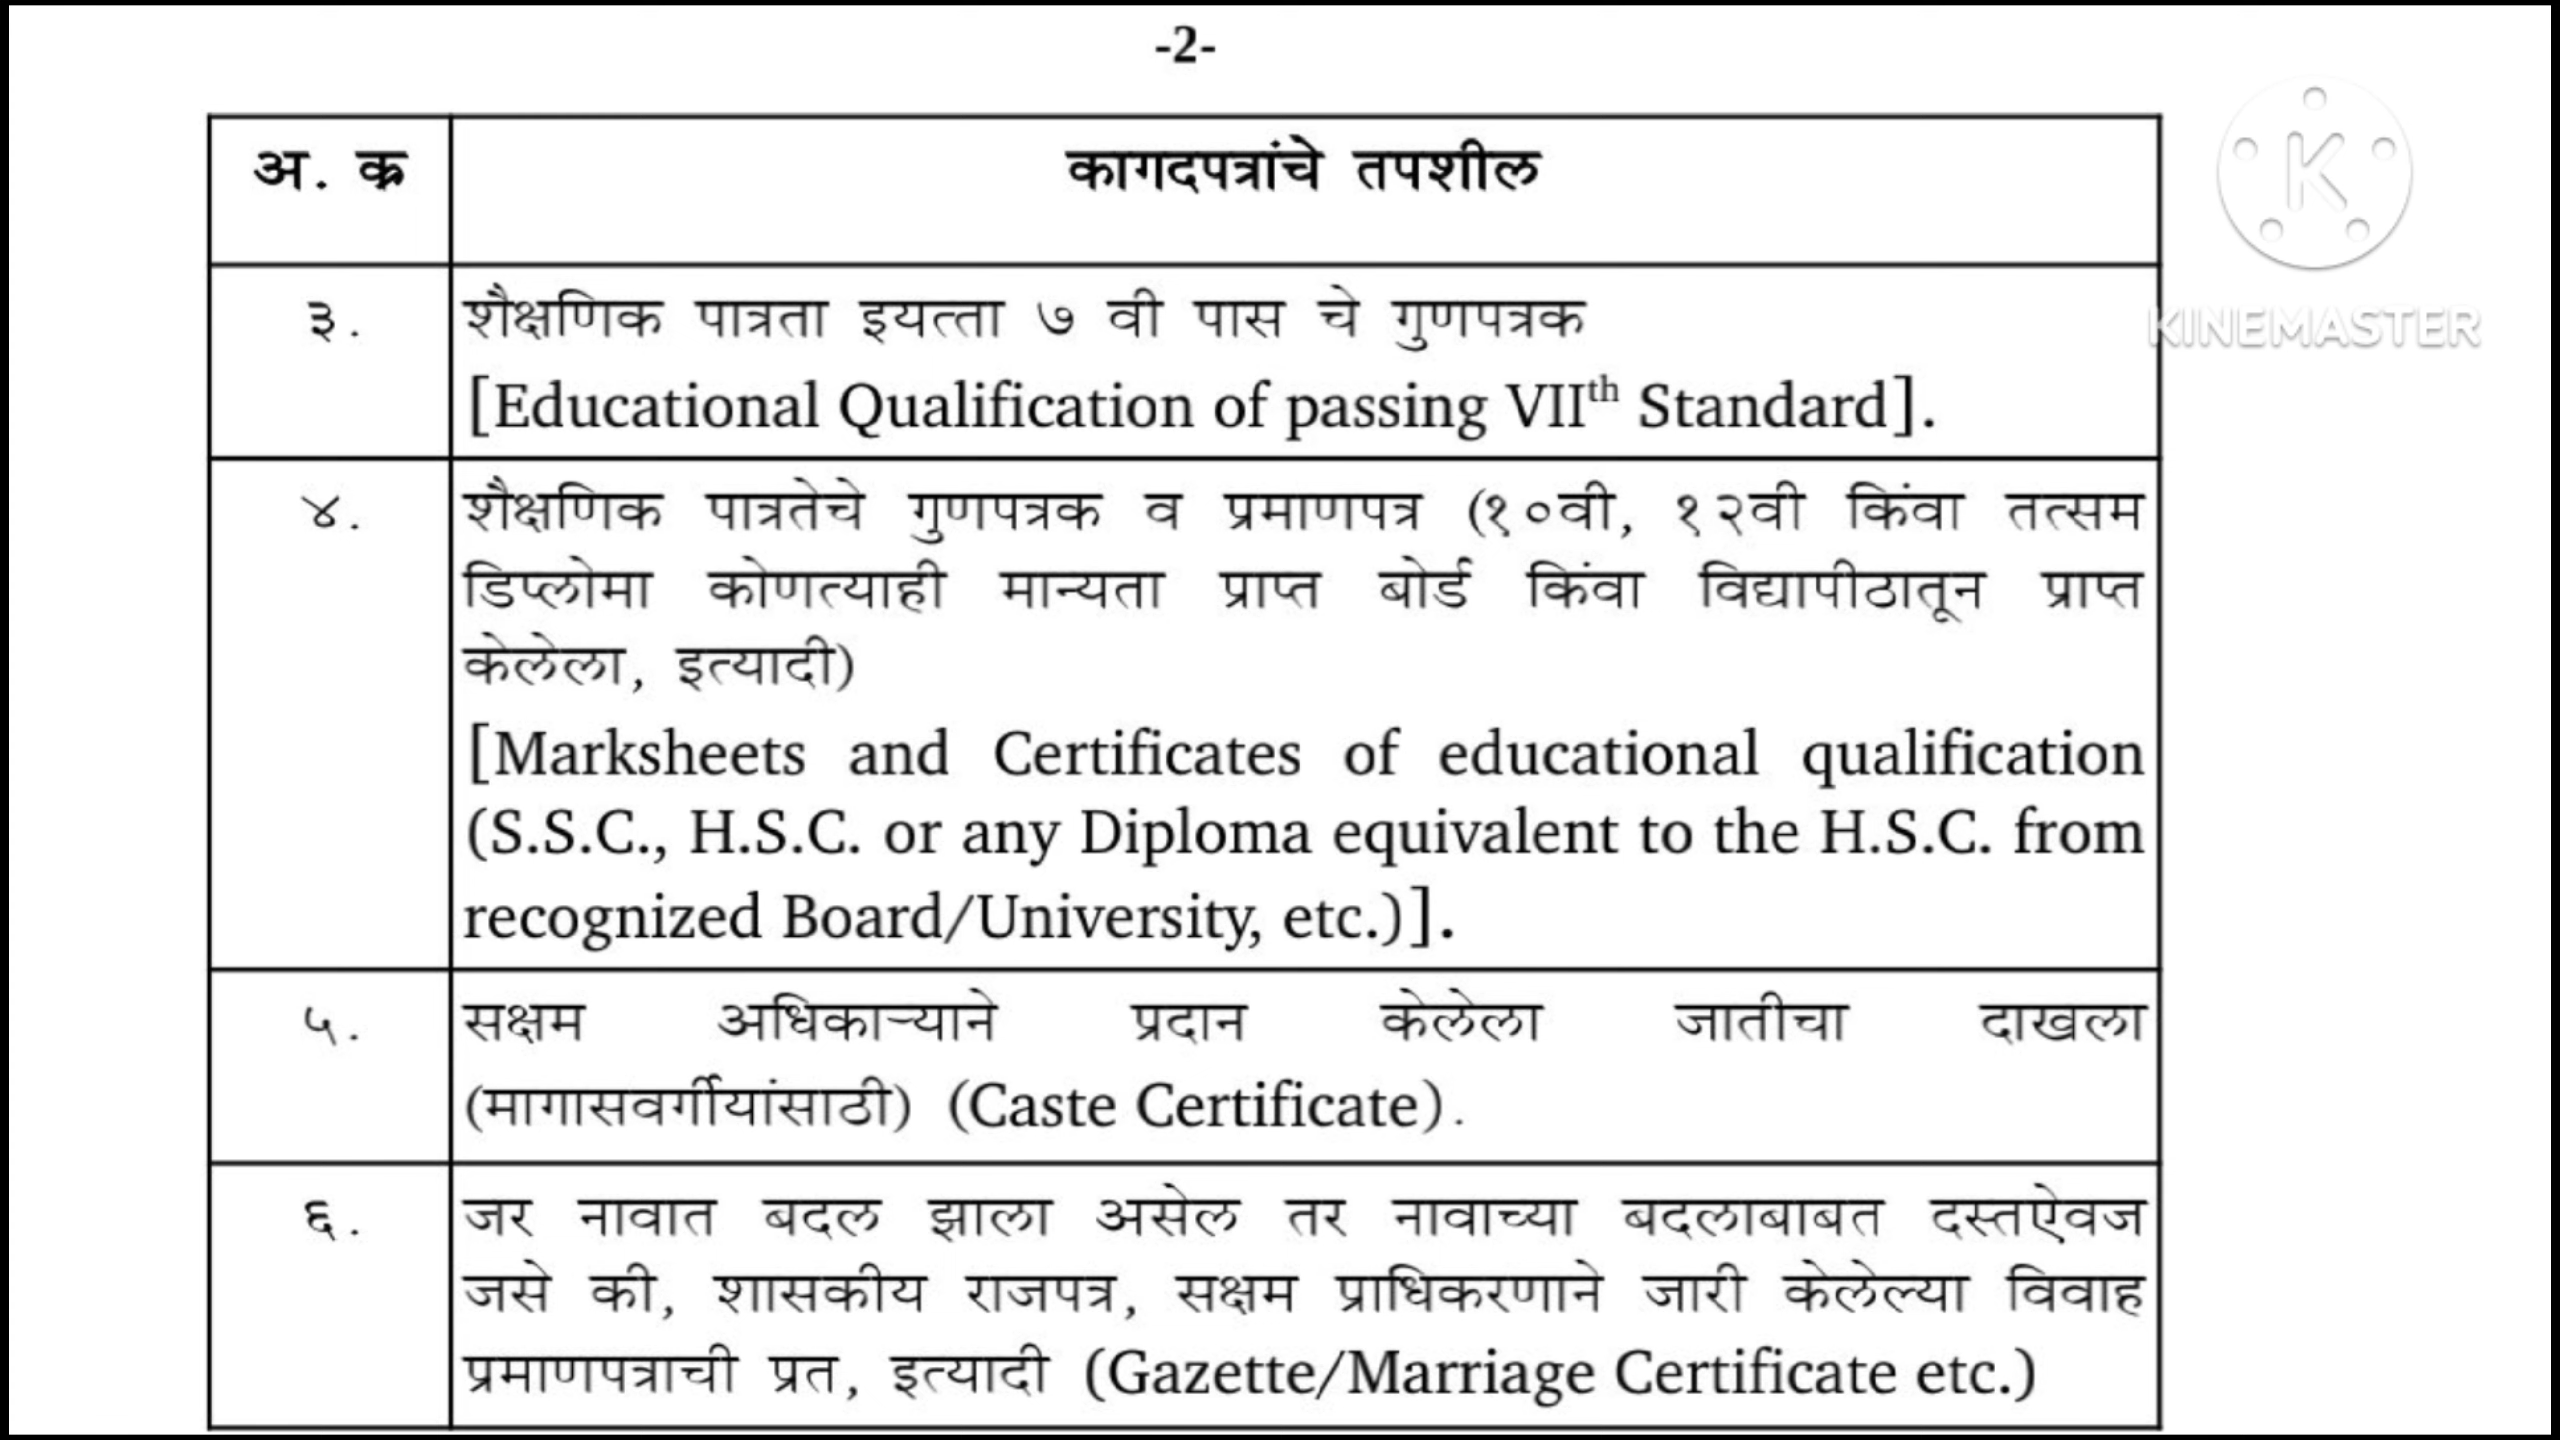 -2-
अ. क्र
कागदपत्रांचे तपशील
३.
शैक्षणिक पात्रता इयत्ता ७ वी पास चे गुणपत्रक
[Educational Qualification of passing VIIth Standard].
४.
शैक्षणिक पात्रतेचे गुणपत्रक व प्रमाणपत्र (१०वी, १२वी किंवा तत्सम
डिप्लोमा कोणत्याही मान्यता प्राप्त बोर्ड किंवा विद्यापीठातून प्राप्त
केलेला, इत्यादी)
[Marksheets and Certificates of educational qualification
(S.S.C., H.S.C. or any Diploma equivalent to the H.S.C. from
recognized Board/University, etc.)].
५.
सक्षम अधिकाऱ्याने प्रदान केलेला जातीचा दाखला
(मागासवर्गीयांसाठी) (Caste Certificate).
६.
जर नावात बदल झाला असेल तर नावाच्या बदलाबाबत दस्तऐवज
जसे की, शासकीय राजपत्र, सक्षम प्राधिकरणाने जारी केलेल्या विवाह
प्रमाणपत्राची प्रत, इत्यादी (Gazette/Marriage Certificate etc.)
K
KINEMASTER